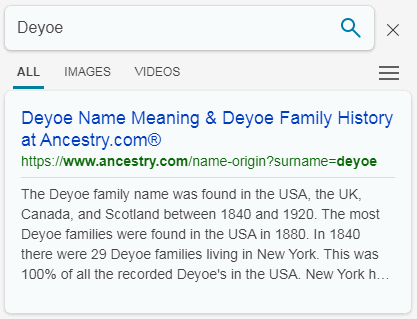 Deyoe
ALL IMAGES VIDEOS
Deyoe Name Meaning & Deyoe Family History
at Ancestry.com®
https://www.ancestry.com/name-origin?surname=deyoe
The Deyoe family name was found in the USA, the UK,
Canada, and Scotland between 1840 and 1920. The most
Deyoe families were found in the USA in 1880. In 1840
there were 29 Deyoe families living in New York. This was
100% of all the recorded Deyoe's in the USA. New York h...